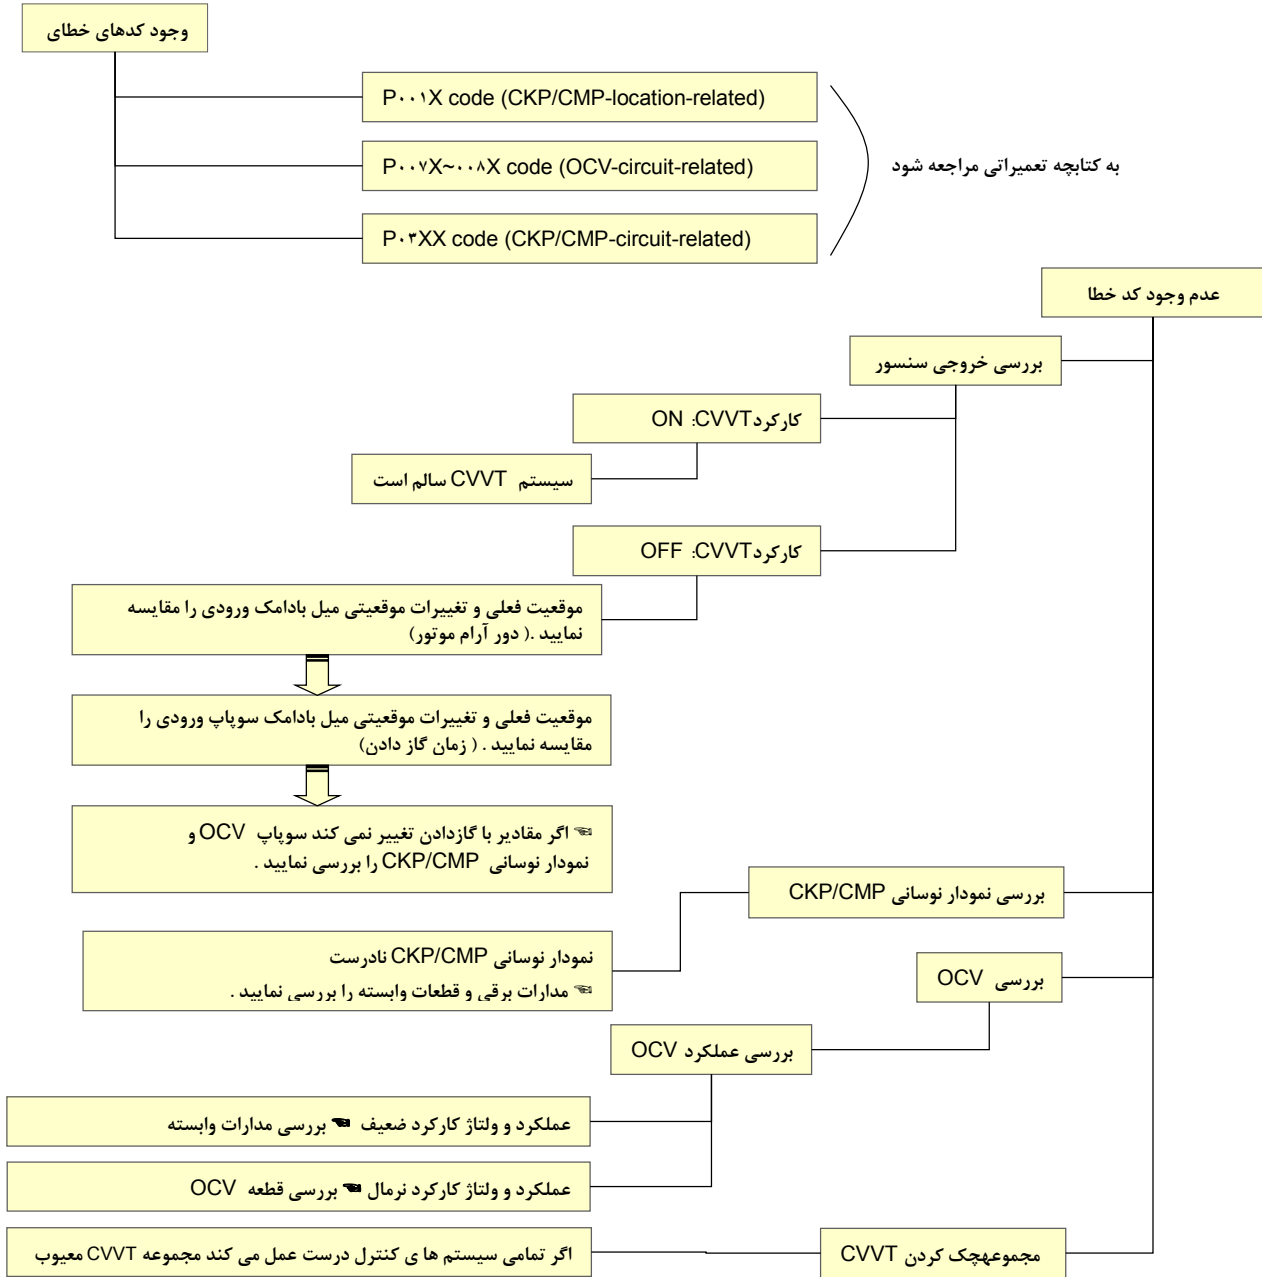 وجود کدهای خطای
P۰۰۱X code (CKP/CMP-location-related)
P۰۰۷X~۰۰۸X code (OCV-circuit-related)
به کتابچه تعمیراتی مراجعه شود
P۰۳XX code (CKP/CMP-circuit-related)
عدم وجود کد خطا
بررسی خروجی سنسور
کارکردCVVT: ON
سیستم CVVT سالم است
کارکردCVVT: OFF
موقعیت فعلی و تغییرات موقعیتی میل بادامک ورودی را مقایسه
نمایید .( دور آرام موتور)
موقعیت فعلی و تغییرات موقعیتی میل بادامک سوپاپ ورودی را
مقایسه نمایید . ( زمان گاز دادن)
☜ اگر مقادیر با گازدادن تغییر نمی کند سوپاپ OCV و
نمودار نوسانی CKP/CMP را بررسی نمایید .
بررسی نمودار نوسانی CKP/CMP
نمودار نوسانی CKP/CMP نادرست
☜ مدارات برقی و قطعات وابسته را بررسی نمایید .
بررسی OCV
بررسی عملکرد OCV
عملکرد و ولتاژ کارکرد ضعیف ☚ بررسی مدارات وابسته
عملکرد و ولتاژ کارکرد نرمال ☚ بررسی قطعه OCV
مجموعهچک کردن CVVT
اگر تمامی سیستم ها ی کنترل درست عمل می کند مجموعه CVVT معیوب